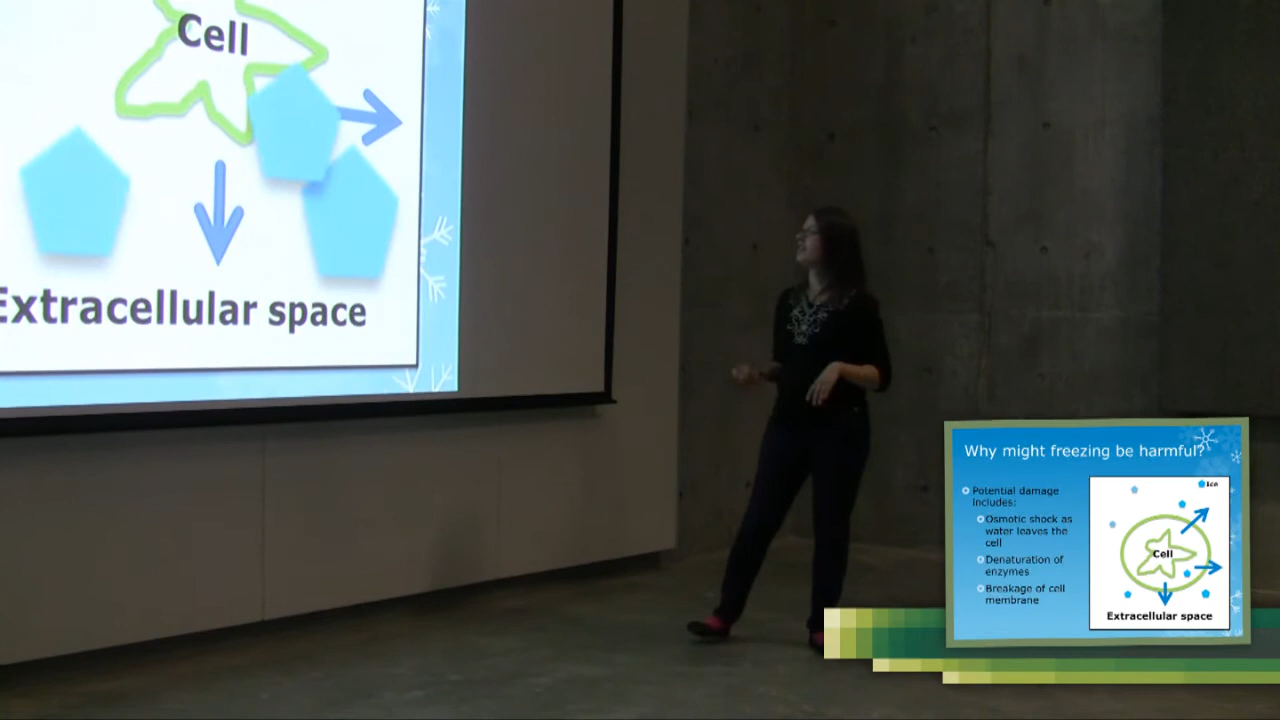 Cell
Extracellular space
Why might freezing be harmful?
Potential damage
includes:
Osmotic shock as
water leaves the
cell
Denaturation of
enzymes
Breakage of cell
membrane
Ice
Cell
Extracellular space